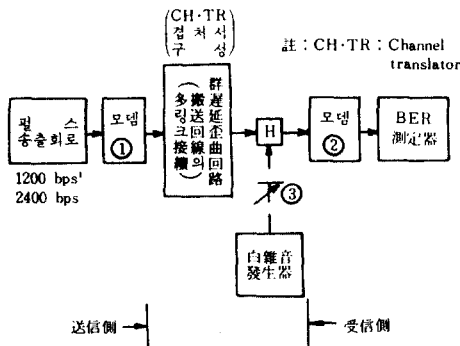 (CH·TR
겹쳐서
구 성)
註: CH·TR: Channel
translator
펄 스
송출회로
모뎀
①
群遲延歪曲回路
(搬送回線의
多링크接續)
H
모뎀
②
BER
測定器
1200 bps'
2400 bps
③
白雜音
發生器
送信側
受信側